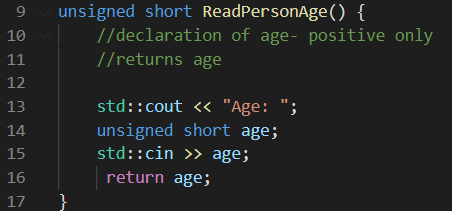 9 unsigned short ReadPersonAge() {
10 //declaration of age- positive only
11 //returns age
12
13 std::cout << "Age: ";
14 unsigned short age;
15 std::cin >> age;
16 return age;
17 }